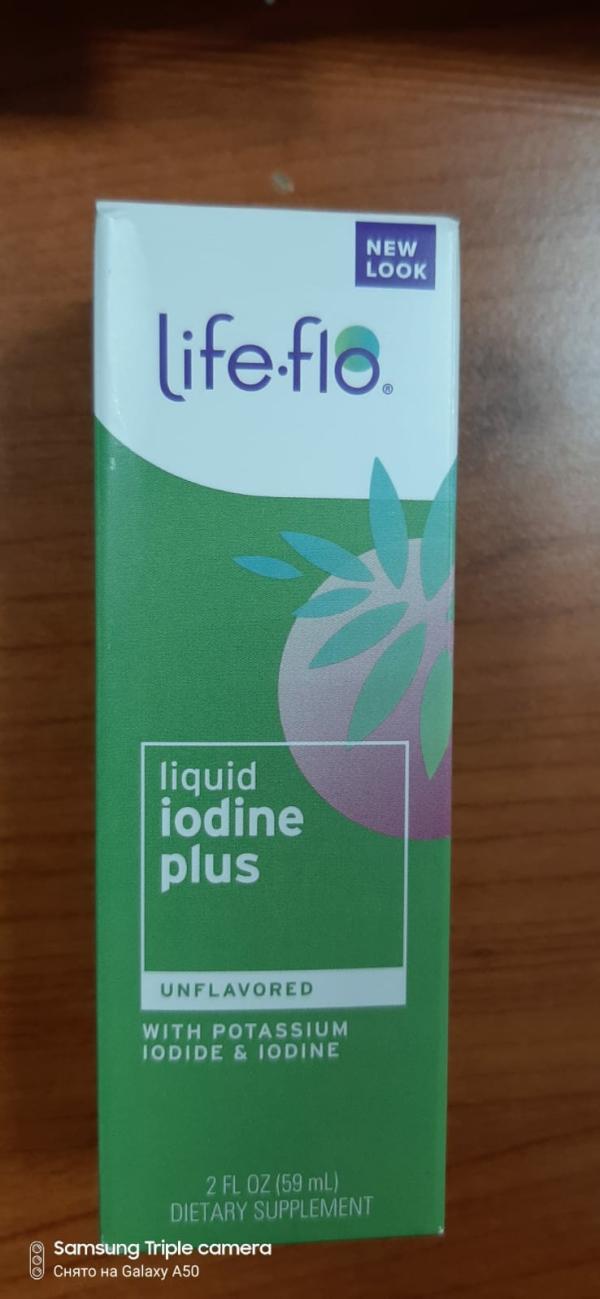 NEW
LOOK
life·flo®
liquid
iodine
plus
UNFLAVORED
WITH POTASSIUM
IODIDE & IODINE
2 FL OZ (59 mL)
DIETARY SUPPLEMENT
Samsung Triple camera
Снято на Galaxy A50